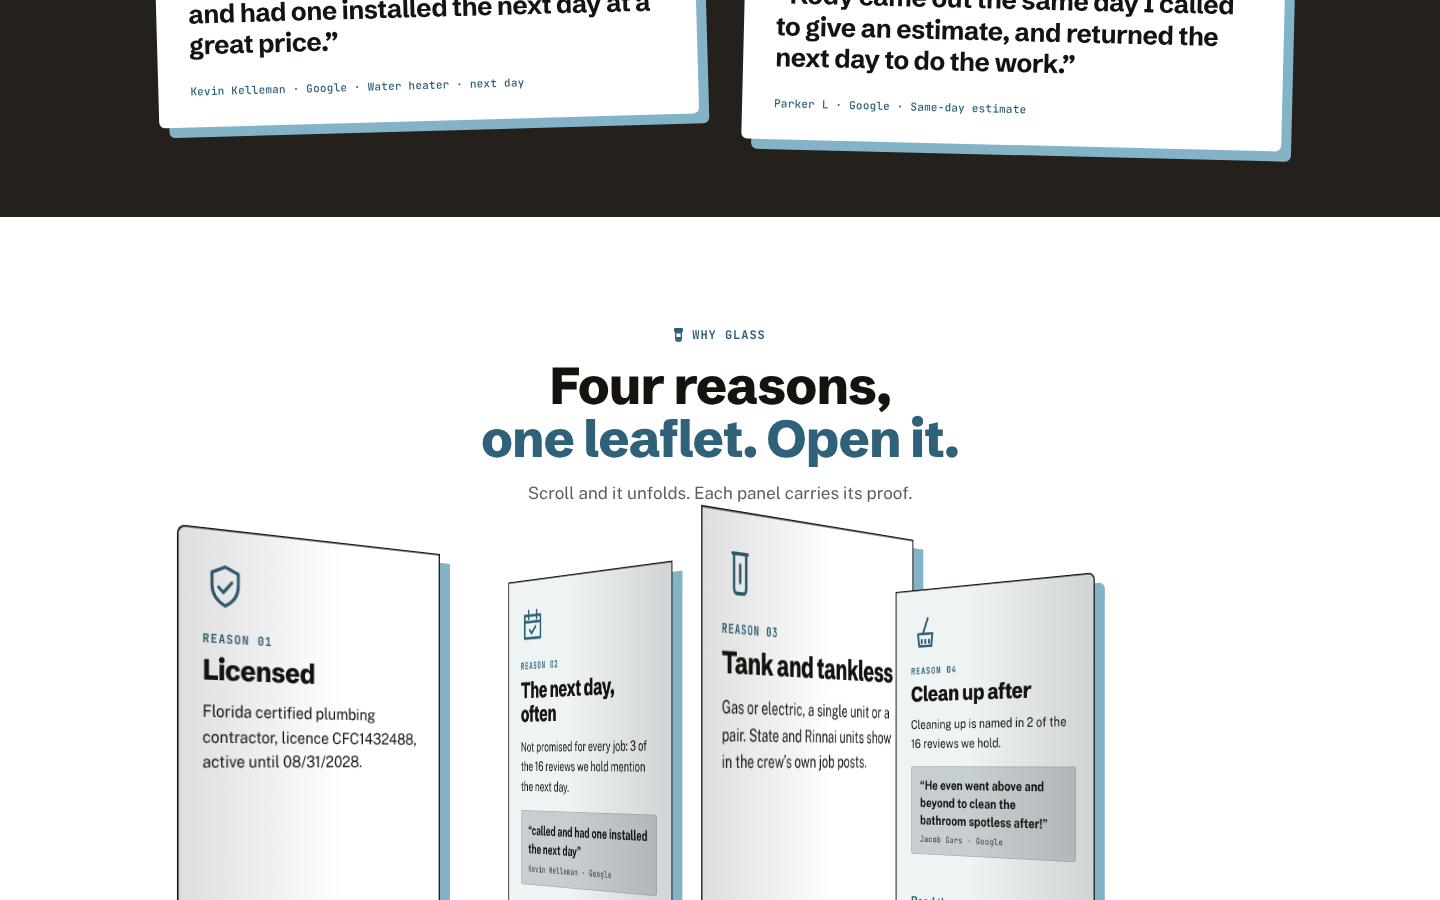 and had one installed the next day at a
great price.”
Kevin Kelleman · Google · Water heater · next day
“Rody came out the same day I called
to give an estimate, and returned the
next day to do the work.”
Parker L · Google · Same-day estimate
WHY GLASS
Four reasons,
one leaflet. Open it.
Scroll and it unfolds. Each panel carries its proof.
REASON 01
Licensed
Florida certified plumbing
contractor, licence CFC1432488,
active until 08/31/2028.
REASON 02
The next day,
often
Not promised for every job: 3 of
the 16 reviews we hold mention
the next day.
“called and had one installed
the next day”
Kevin Kelleman · Google
REASON 03
Tank and tankless
Gas or electric, a single unit or a
pair. State and Rinnai units show
in the crew’s own job posts.
REASON 04
Clean up after
Cleaning up is named in 2 of the
16 reviews we hold.
“He even went above and
beyond to clean the
bathroom spotless after!”
Jacob Gars · Google